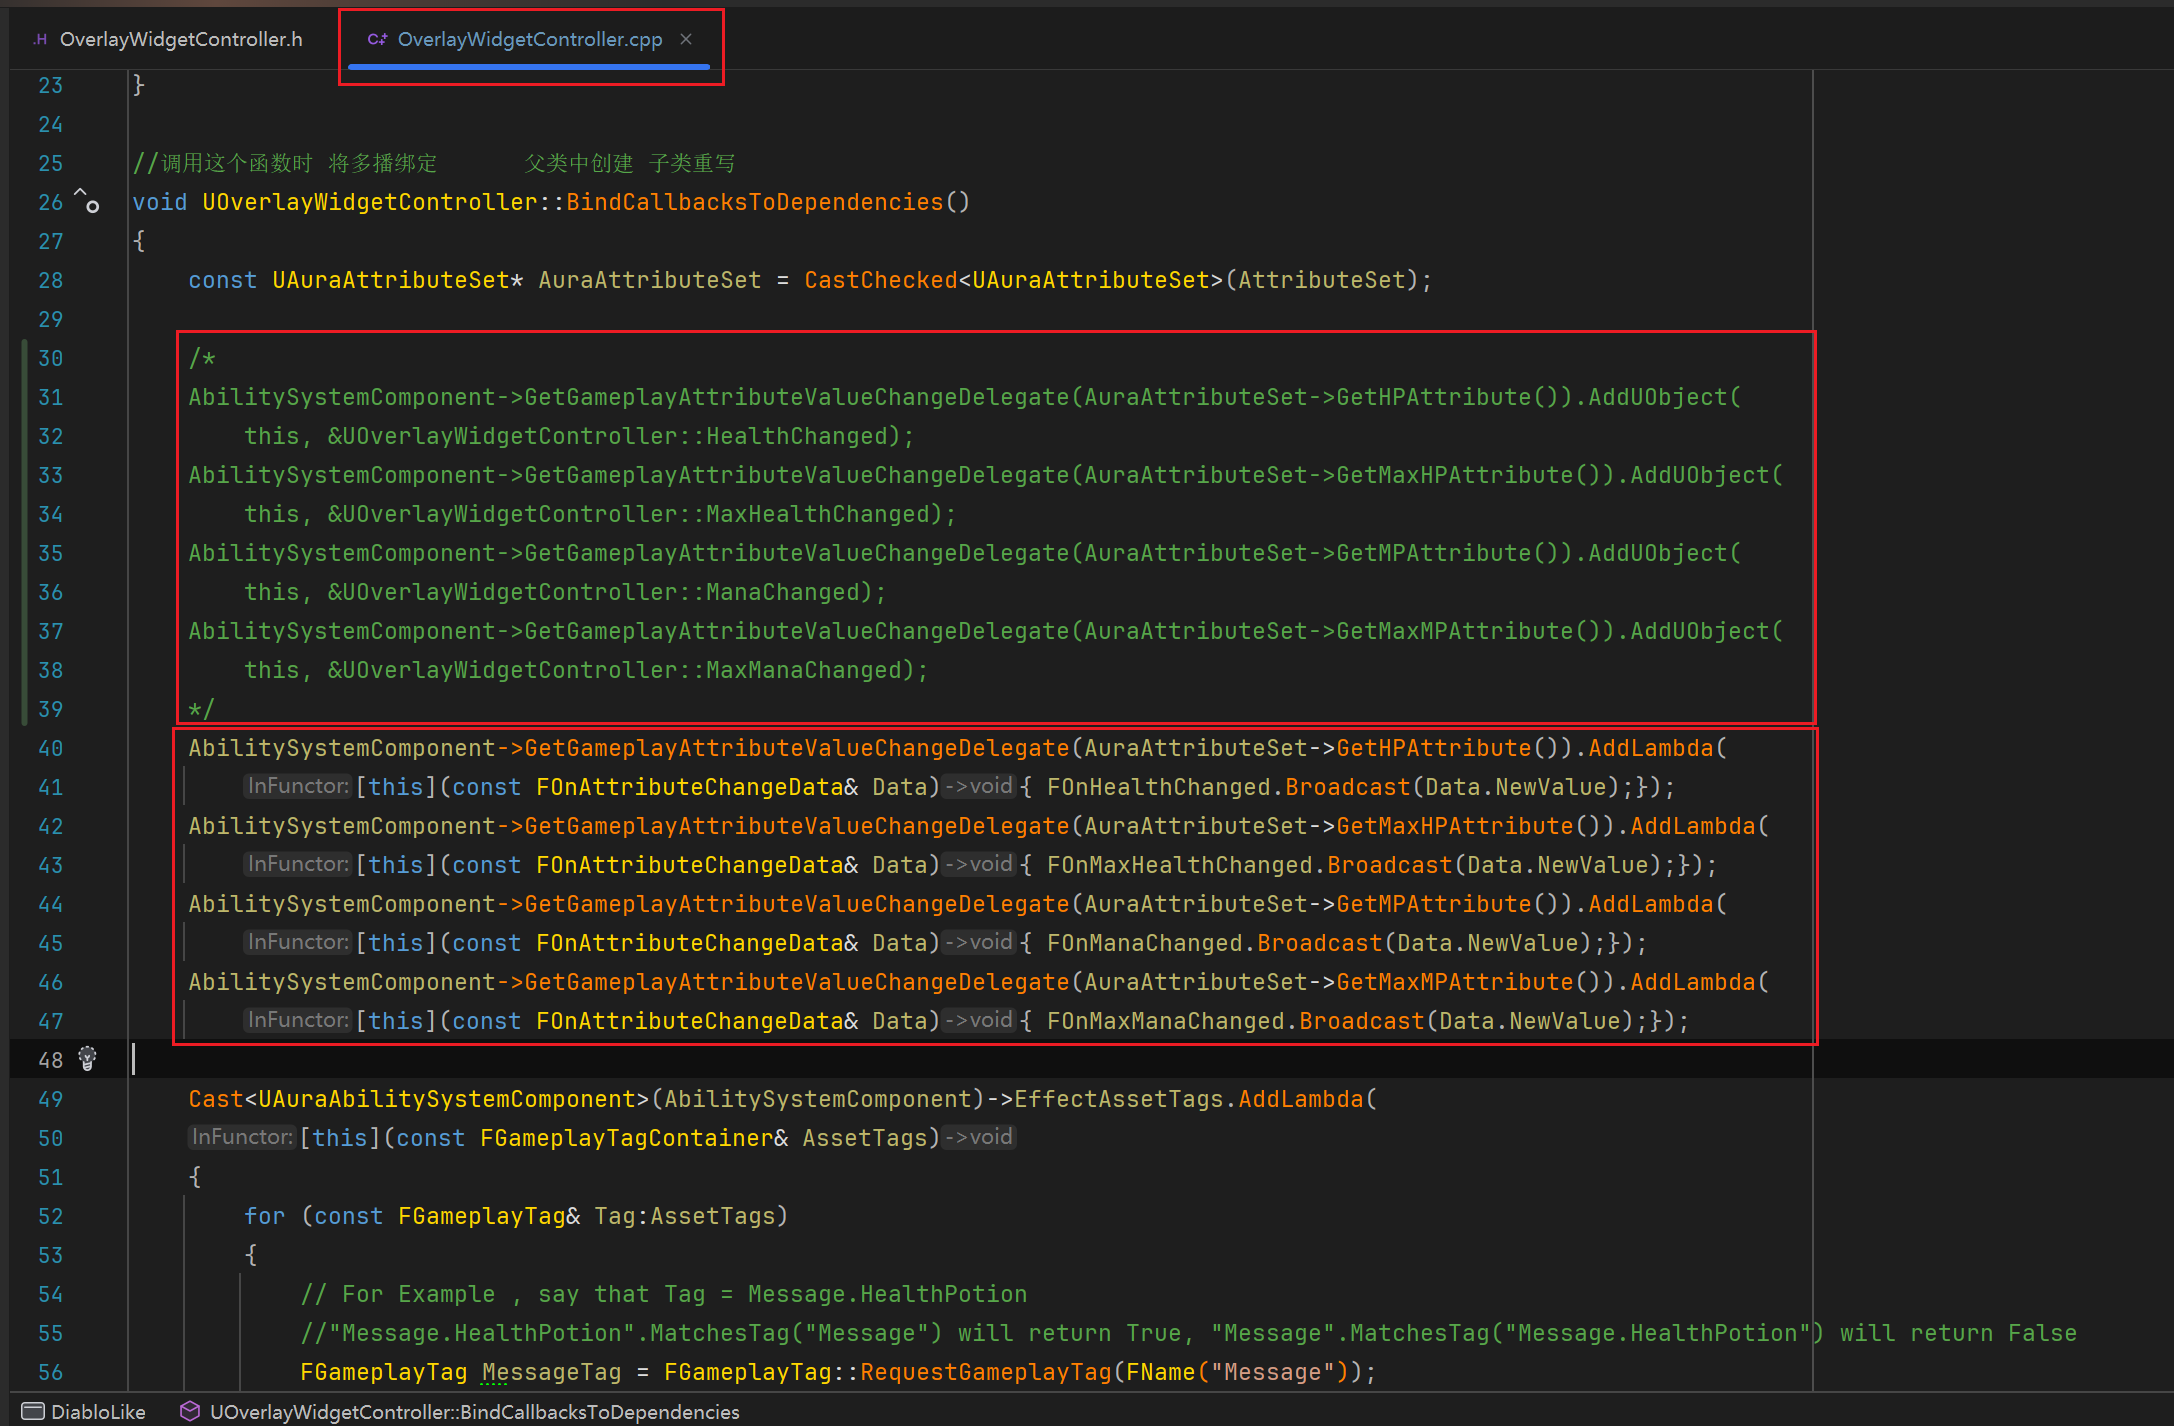 .H OverlayWidgetController.h C++ OverlayWidgetController.cpp ×
23 }
24
25 //调用这个函数时 将多播绑定 父类中创建 子类重写
26 void UOverlayWidgetController::BindCallbacksToDependencies()
27 {
28 const UAuraAttributeSet* AuraAttributeSet = CastChecked<UAuraAttributeSet>(AttributeSet);
29
30 /*
31 AbilitySystemComponent->GetGameplayAttributeValueChangeDelegate(AuraAttributeSet->GetHPAttribute()).AddUObject(
32 this, &UOverlayWidgetController::HealthChanged);
33 AbilitySystemComponent->GetGameplayAttributeValueChangeDelegate(AuraAttributeSet->GetMaxHPAttribute()).AddUObject(
34 this, &UOverlayWidgetController::MaxHealthChanged);
35 AbilitySystemComponent->GetGameplayAttributeValueChangeDelegate(AuraAttributeSet->GetMPAttribute()).AddUObject(
36 this, &UOverlayWidgetController::ManaChanged);
37 AbilitySystemComponent->GetGameplayAttributeValueChangeDelegate(AuraAttributeSet->GetMaxMPAttribute()).AddUObject(
38 this, &UOverlayWidgetController::MaxManaChanged);
39 */
40 AbilitySystemComponent->GetGameplayAttributeValueChangeDelegate(AuraAttributeSet->GetHPAttribute()).AddLambda(
41 InFunctor: [this](const FOnAttributeChangeData& Data) ->void { FOnHealthChanged.Broadcast(Data.NewValue);});
42 AbilitySystemComponent->GetGameplayAttributeValueChangeDelegate(AuraAttributeSet->GetMaxHPAttribute()).AddLambda(
43 InFunctor: [this](const FOnAttributeChangeData& Data) ->void { FOnMaxHealthChanged.Broadcast(Data.NewValue);});
44 AbilitySystemComponent->GetGameplayAttributeValueChangeDelegate(AuraAttributeSet->GetMPAttribute()).AddLambda(
45 InFunctor: [this](const FOnAttributeChangeData& Data) ->void { FOnManaChanged.Broadcast(Data.NewValue);});
46 AbilitySystemComponent->GetGameplayAttributeValueChangeDelegate(AuraAttributeSet->GetMaxMPAttribute()).AddLambda(
47 InFunctor: [this](const FOnAttributeChangeData& Data) ->void { FOnMaxManaChanged.Broadcast(Data.NewValue);});
48
49 Cast<UAuraAbilitySystemComponent>(AbilitySystemComponent)->EffectAssetTags.AddLambda(
50 InFunctor: [this](const FGameplayTagContainer& AssetTags) ->void
51 {
52 for (const FGameplayTag& Tag:AssetTags)
53 {
54 // For Example , say that Tag = Message.HealthPotion
55 //"Message.HealthPotion".MatchesTag("Message") will return True, "Message".MatchesTag("Message.HealthPotion") will return False
56 FGameplayTag MessageTag = FGameplayTag::RequestGameplayTag(FName("Message"));
DiabloLike UOverlayWidgetController::BindCallbacksToDependencies